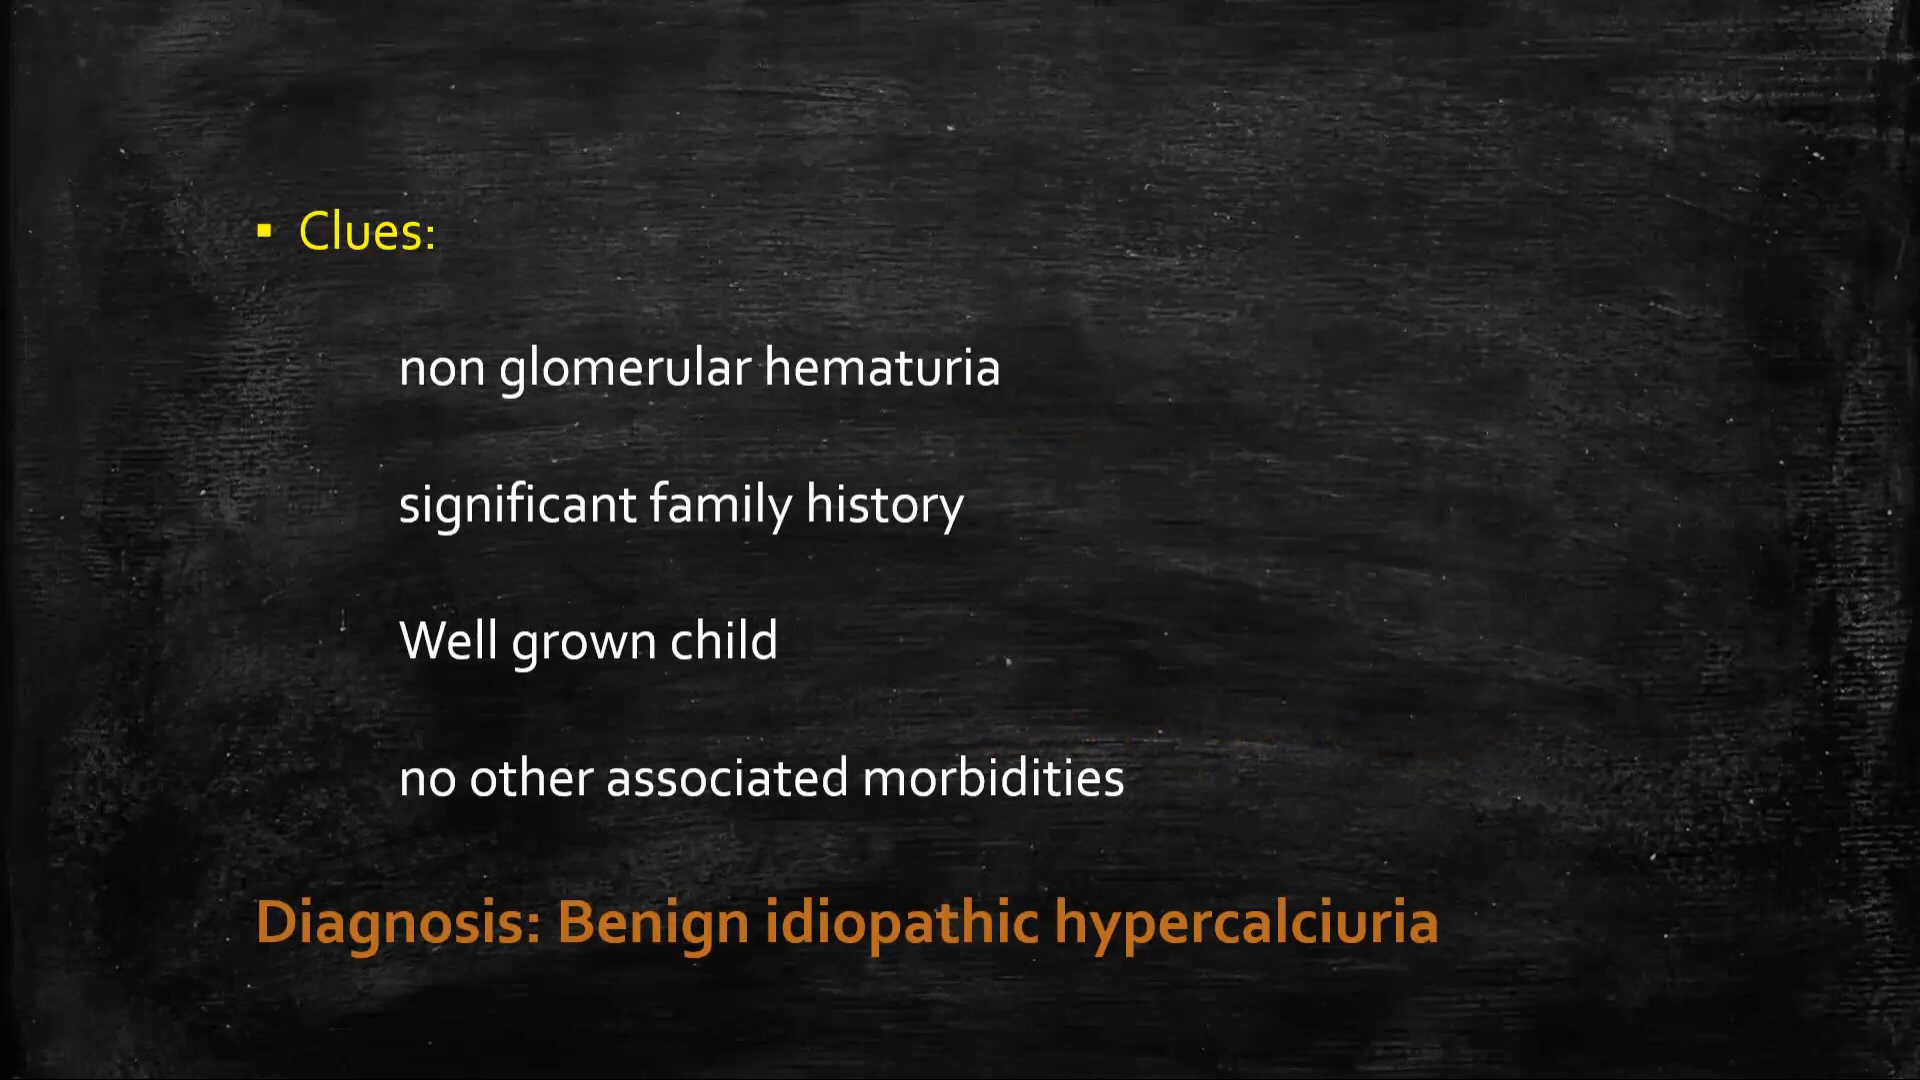 ▪ Clues:
non glomerular hematuria
significant family history
Well grown child
no other associated morbidities
Diagnosis: Benign idiopathic hypercalciuria